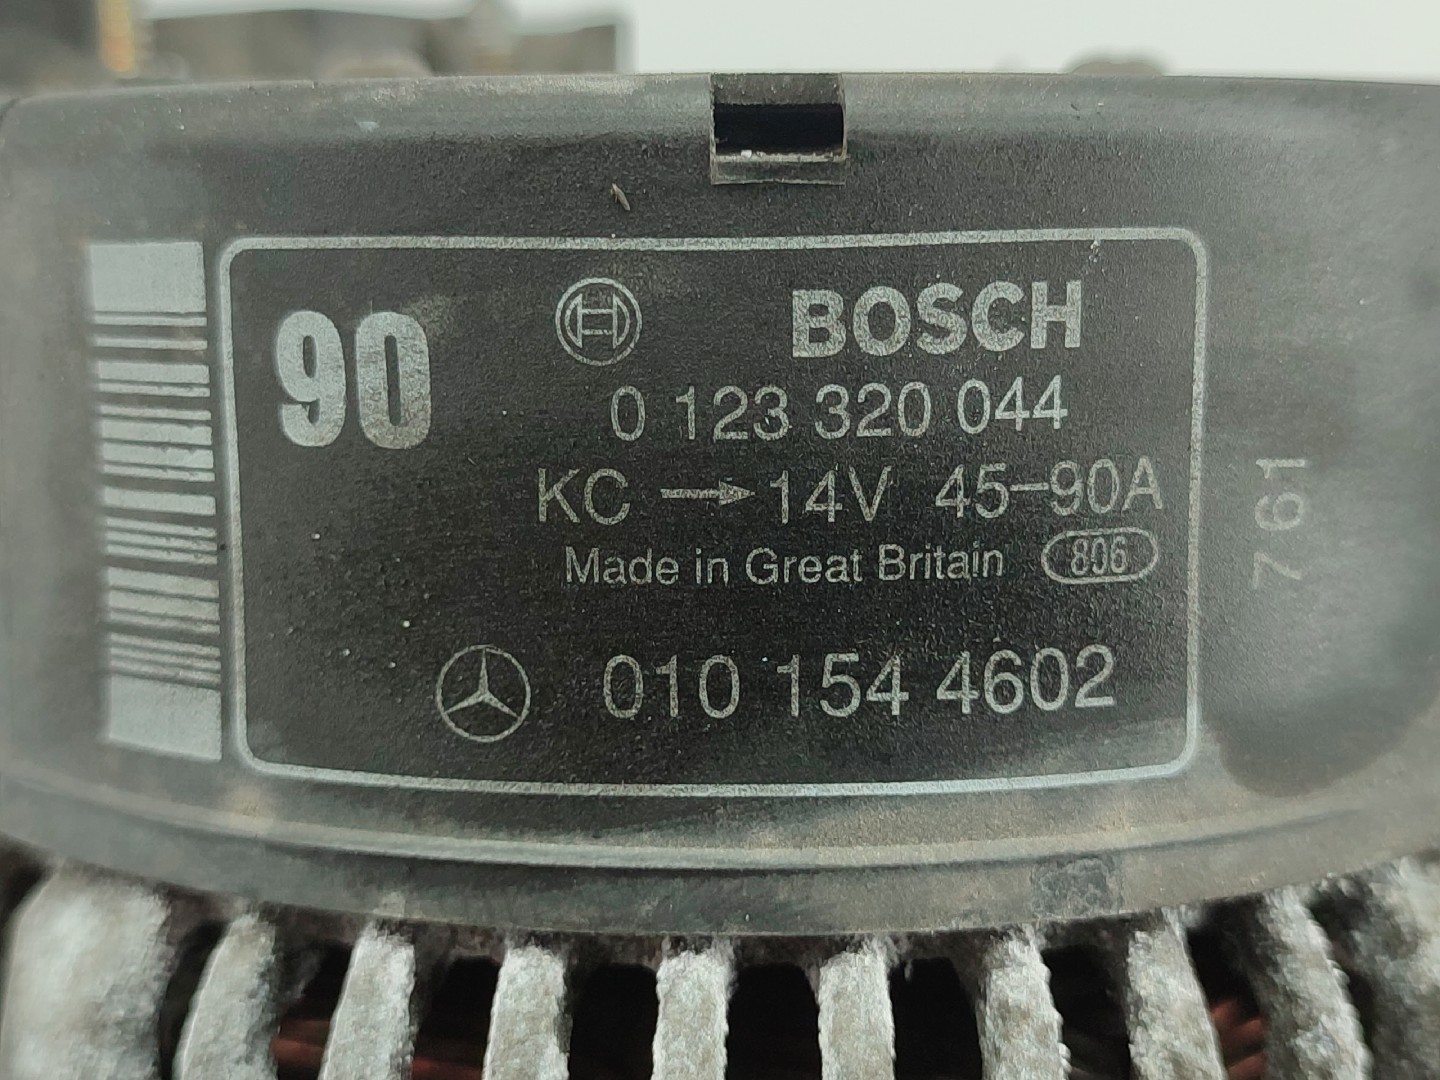 90
BOSCH
0 123 320 044
KC → 14V 45-90A
Made in Great Britain 806
010 154 4602
761